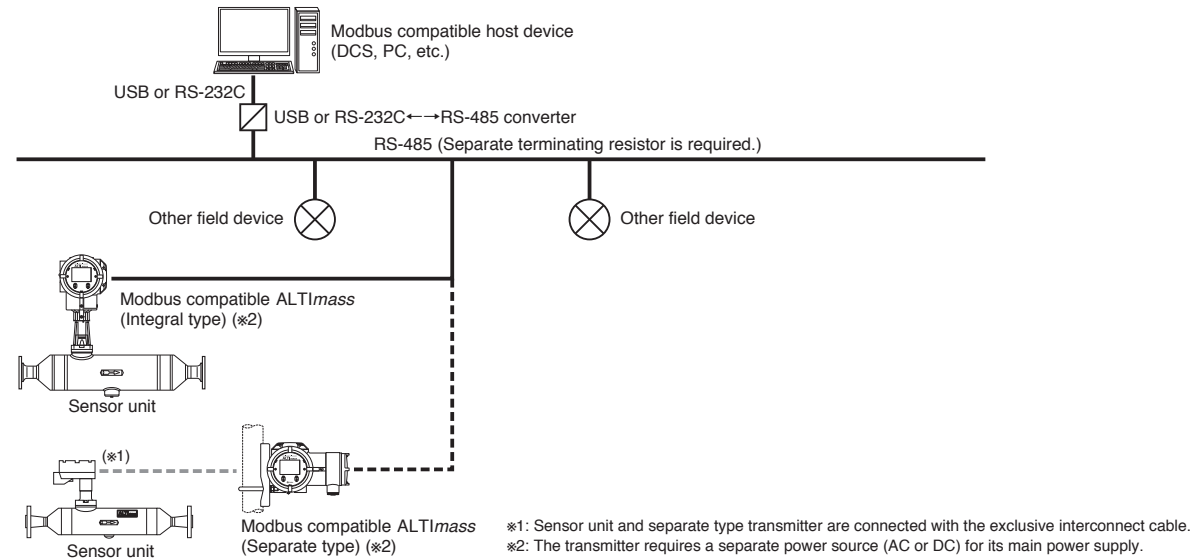 Modbus compatible host device
(DCS, PC, etc.)
USB or RS-232C
USB or RS-232C←→RS-485 converter
RS-485 (Separate terminating resistor is required.)
Other field device
Other field device
Modbus compatible ALTImass
(Integral type) (※2)
Sensor unit
(※1)
Modbus compatible ALTImass
(Separate type) (※2)
Sensor unit
※1: Sensor unit and separate type transmitter are connected with the exclusive interconnect cable.
※2: The transmitter requires a separate power source (AC or DC) for its main power supply.